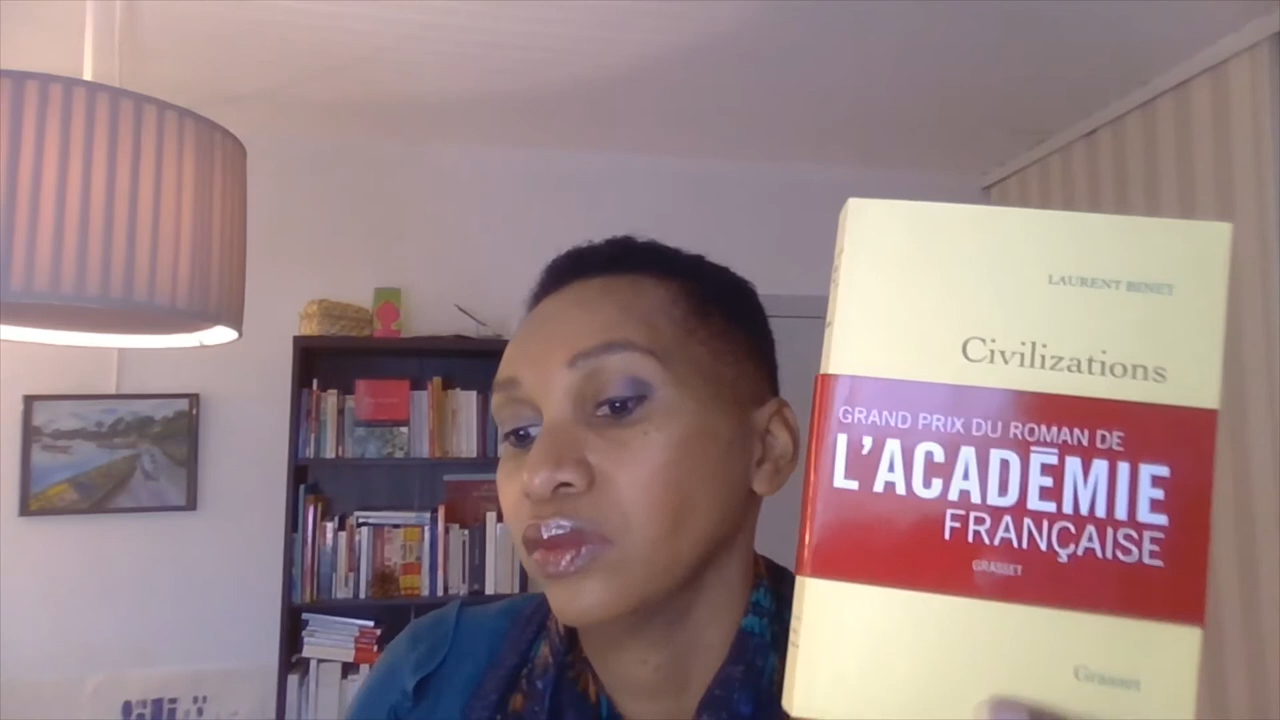 LAURENT BINET
Civilizations
GRAND PRIX DU ROMAN DE
L'ACADÉMIE
FRANÇAISE
GRASSET
Grasset